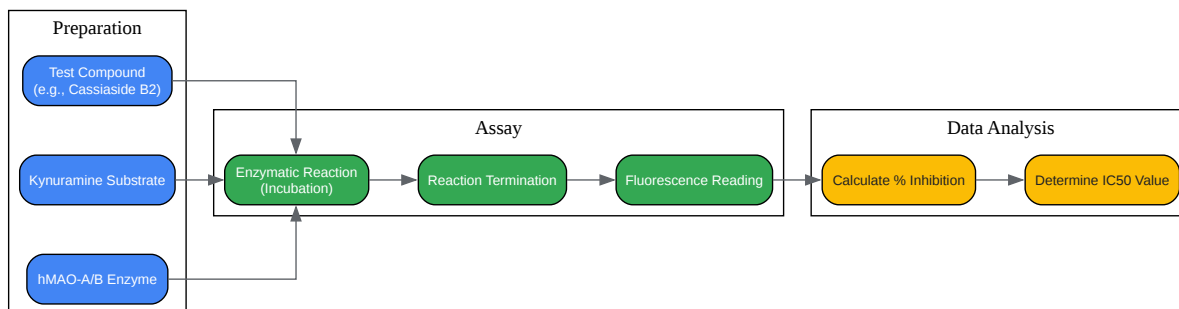 Preparation
Test Compound
(e.g., Cassiaside B2)
Kynuramine Substrate
hMAO-A/B Enzyme
Assay
Enzymatic Reaction
(Incubation)
Reaction Termination
Fluorescence Reading
Data Analysis
Calculate % Inhibition
Determine IC50 Value